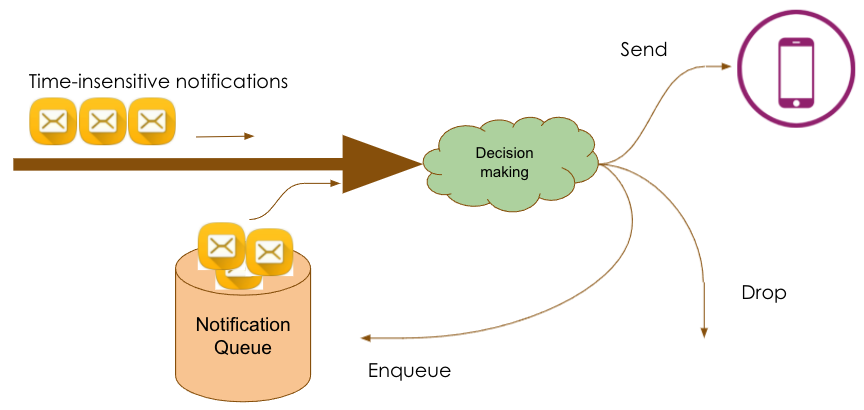 Send
Time-insensitive notifications
Decision
making
Drop
Notification
Queue
Enqueue